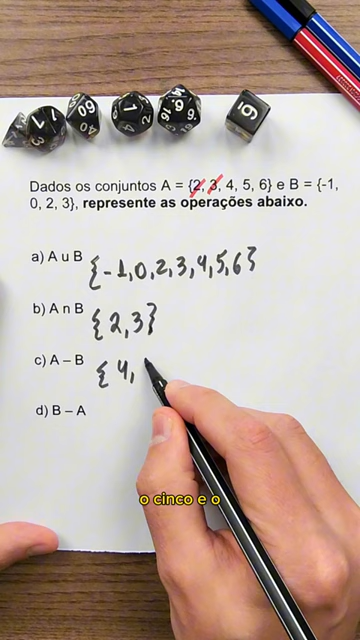 Dados os conjuntos A = {2, 3, 4, 5, 6} e B = {-1,
0, 2, 3}, represente as operações abaixo.
a) A u B {-1,0,2,3,4,5,6}
b) A n B {2,3}
c) A – B {4,
d) B – A
o cinco e o